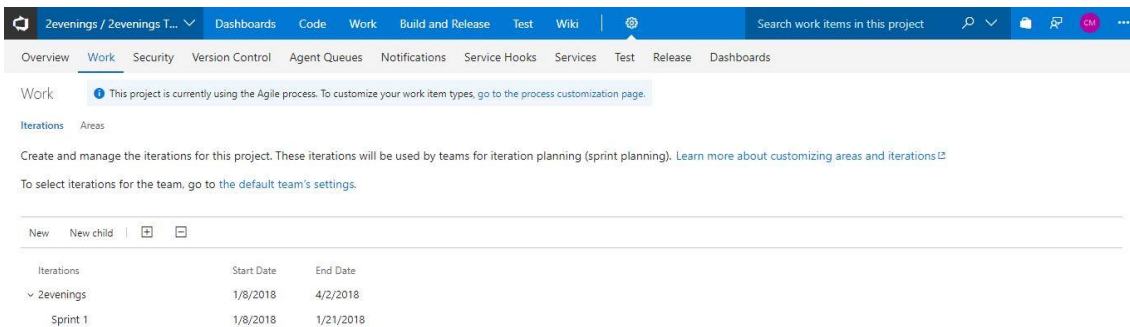 2evenings / 2evenings T... Dashboards Code Work Build and Release Test Wiki Search work items in this project CM ...
Overview Work Security Version Control Agent Queues Notifications Service Hooks Services Test Release Dashboards
Work This project is currently using the Agile process. To customize your work item types, go to the process customization page.
Iterations Areas
Create and manage the iterations for this project. These iterations will be used by teams for iteration planning (sprint planning). Learn more about customizing areas and iterations
To select iterations for the team, go to the default team's settings.
New New child
Iterations Start Date End Date
2evenings 1/8/2018 4/2/2018
Sprint 1 1/8/2018 1/21/2018